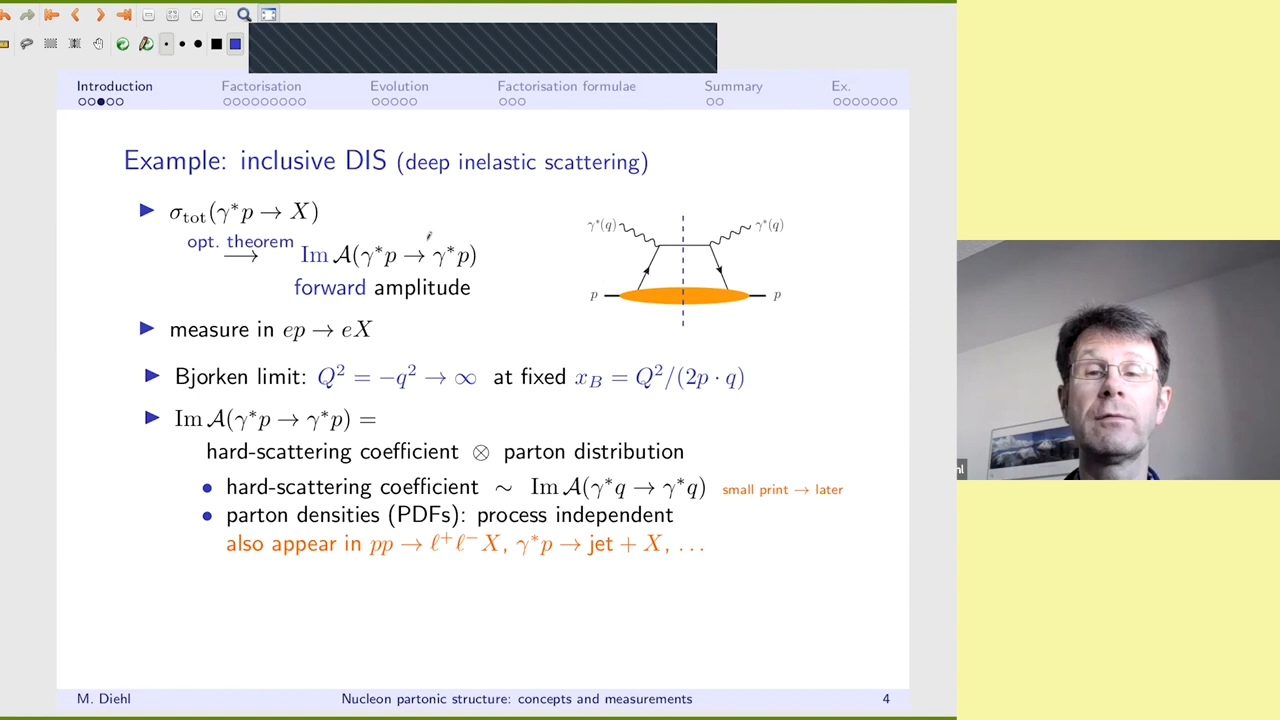 Introduction Factorisation Evolution Factorisation formulae Summary Ex.
Example: inclusive DIS (deep inelastic scattering)
σtot(γ*p → X)
opt. theorem
→ Im A(γ*p → γ*p)
forward amplitude
γ*(q) γ*(q)
p p
measure in ep → eX
Bjorken limit: Q² = −q² → ∞ at fixed x_B = Q²/(2p · q)
Im A(γ*p → γ*p) =
hard-scattering coefficient ⊗ parton distribution
• hard-scattering coefficient ∼ Im A(γ*q → γ*q) small print → later
• parton densities (PDFs): process independent
also appear in pp → ℓ⁺ℓ⁻X, γ*p → jet + X, ...
M. Diehl Nucleon partonic structure: concepts and measurements 4